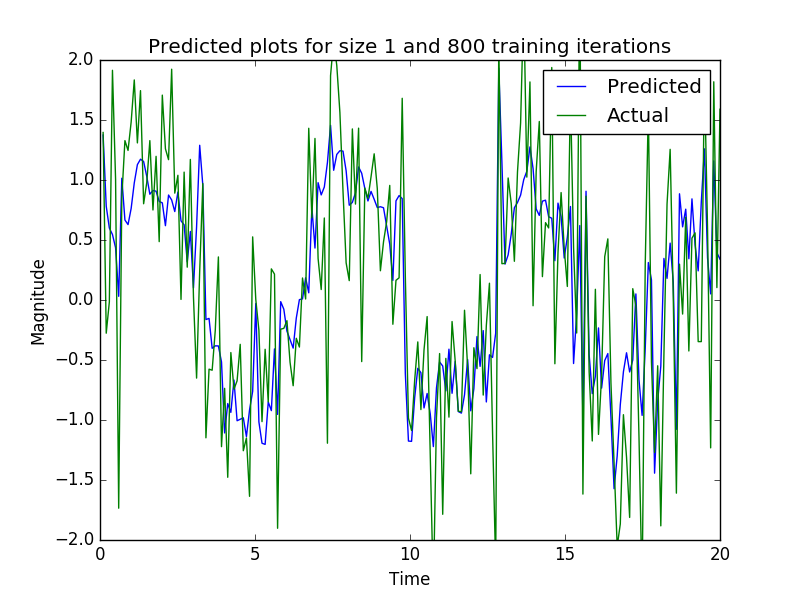 Predicted plots for size 1 and 800 training iterations
2.0
1.5
1.0
0.5
0.0
−0.5
−1.0
−1.5
−2.0
Magnitude
Predicted
Actual
0
5
10
15
20
Time